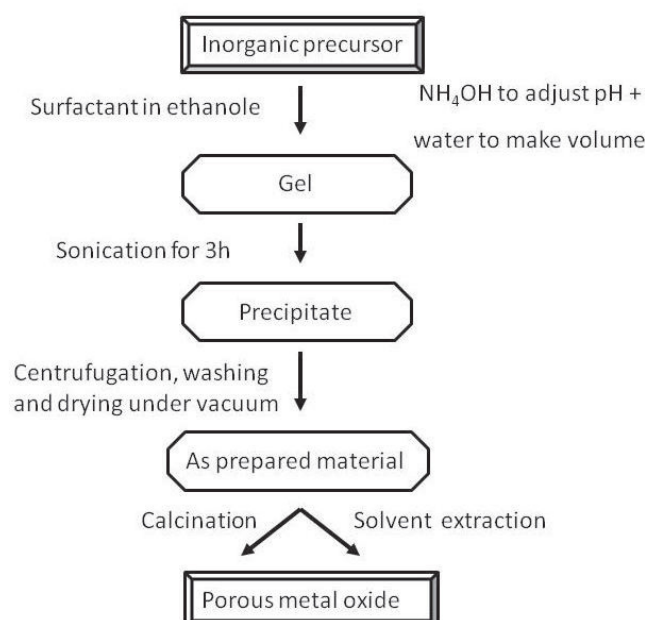 Inorganic precursor
Surfactant in ethanole
NH₄OH to adjust pH +
water to make volume
Gel
Sonication for 3h
Precipitate
Centrufugation, washing
and drying under vacuum
As prepared material
Calcination
Solvent extraction
Porous metal oxide